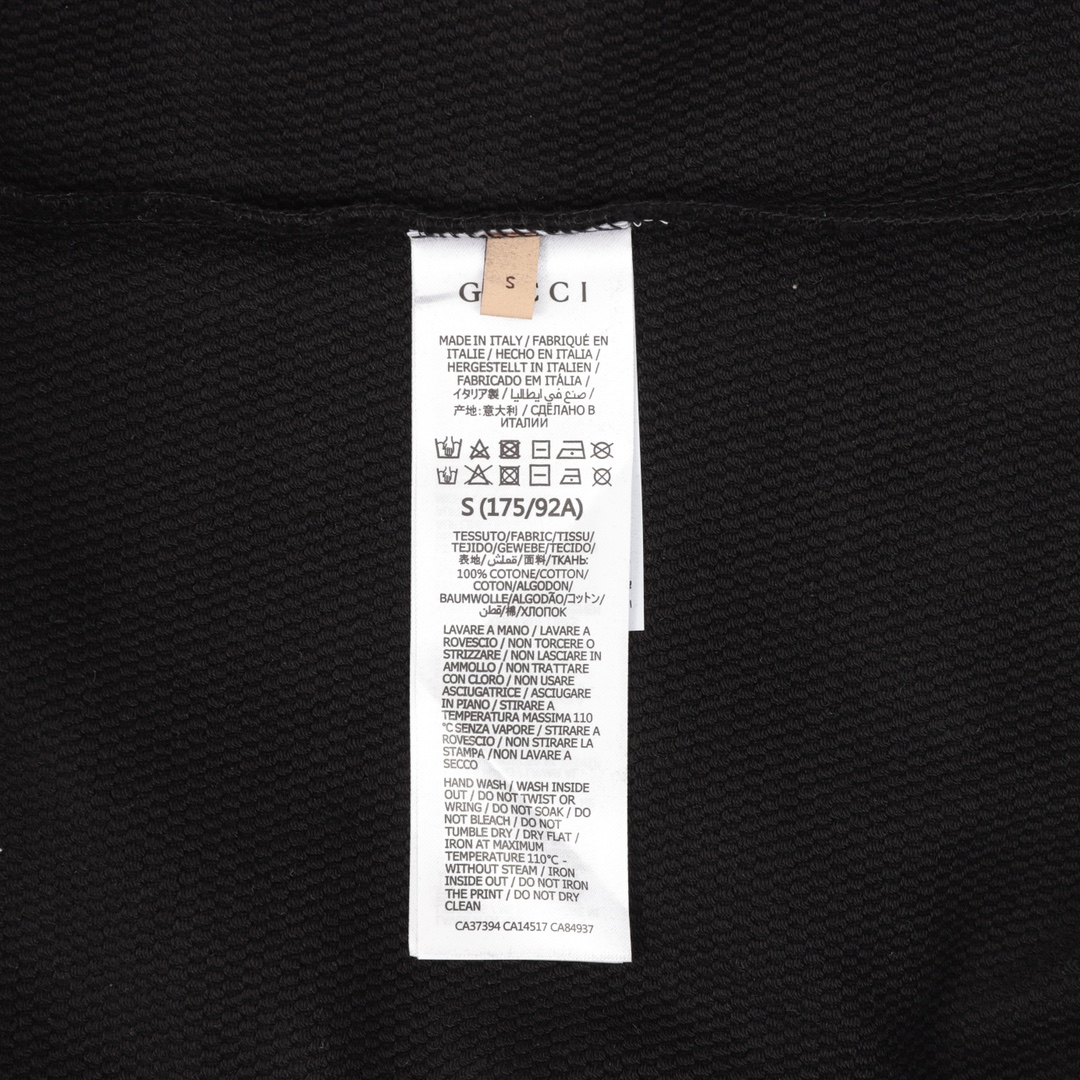 S
G CCI
MADE IN ITALY / FABRIQUÉ EN
ITALIE / HECHO EN ITALIA /
HERGESTELLT IN ITALIEN /
FABRICADO EM ITÁLIA /
イタリア製 / صنع في ايطاليا /
产地：意大利 / СДЕЛАНО В
ИТАЛИИ
S (175/92A)
TESSUTO/FABRIC/TISSU/
TEJIDO/GEWEBE/TECIDO/
表地/قملش/面料/ТКАНЬ:
100% COTONE/COTTON/
COTON/ALGODON/
BAUMWOLLE/ALGODÃO/コットン/
قطن/棉/ХЛОПОК
LAVARE A MANO / LAVARE A
ROVESCIO / NON TORCERE O
STRIZZARE / NON LASCIARE IN
AMMOLLO / NON TRATTARE
CON CLORO / NON USARE
ASCIUGATRICE / ASCIUGARE
IN PIANO / STIRARE A
TEMPERATURA MASSIMA 110
°C SENZA VAPORE / STIRARE A
ROVESCIO / NON STIRARE LA
STAMPA /NON LAVARE A
SECCO
HAND WASH / WASH INSIDE
OUT / DO NOT TWIST OR
WRING / DO NOT SOAK / DO
NOT BLEACH / DO NOT
TUMBLE DRY / DRY FLAT /
IRON AT MAXIMUM
TEMPERATURE 110°C -
WITHOUT STEAM / IRON
INSIDE OUT / DO NOT IRON
THE PRINT / DO NOT DRY
CLEAN
CA37394 CA14517 CA84937